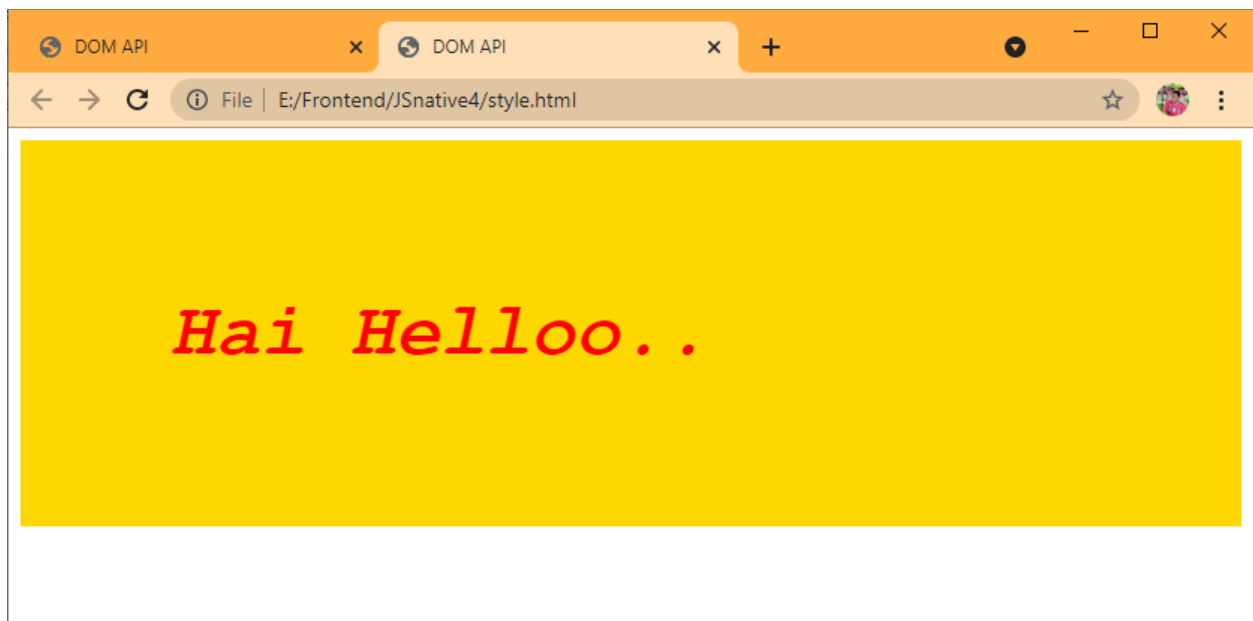 DOM API
DOM API
File E:/Frontend/JSnative4/style.html
Hai Helloo..